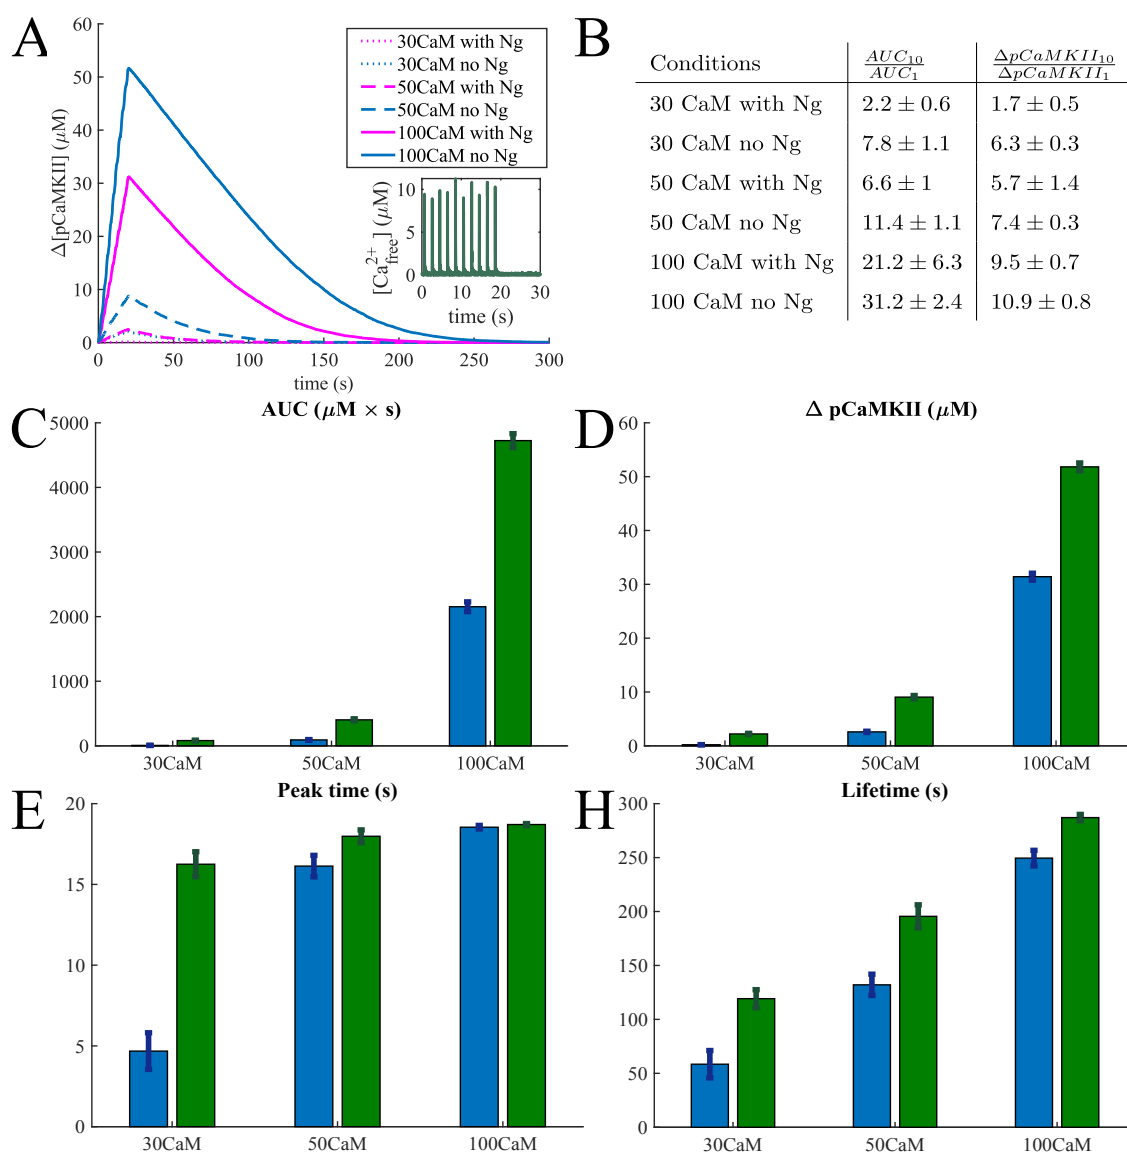 A
60
50
40
30
20
10
0
Δ[pCaMKII] (μM)
0 50 100 150 200 250 300
time (s)
30CaM with Ng
30CaM no Ng
50CaM with Ng
50CaM no Ng
100CaM with Ng
100CaM no Ng
10
5
0
[Ca²⁺free] (μM)
0 10 20 30
time (s)
B
Conditions AUC₁₀/AUC₁ ΔpCaMKII₁₀/ΔpCaMKII₁
30 CaM with Ng 2.2 ± 0.6 1.7 ± 0.5
30 CaM no Ng 7.8 ± 1.1 6.3 ± 0.3
50 CaM with Ng 6.6 ± 1 5.7 ± 1.4
50 CaM no Ng 11.4 ± 1.1 7.4 ± 0.3
100 CaM with Ng 21.2 ± 6.3 9.5 ± 0.7
100 CaM no Ng 31.2 ± 2.4 10.9 ± 0.8
C
AUC (μM × s)
5000
4000
3000
2000
1000
0
30CaM 50CaM 100CaM
D
Δ pCaMKII (μM)
60
50
40
30
20
10
0
30CaM 50CaM 100CaM
E
Peak time (s)
20
15
10
5
0
30CaM 50CaM 100CaM
H
Lifetime (s)
300
250
200
150
100
50
0
30CaM 50CaM 100CaM